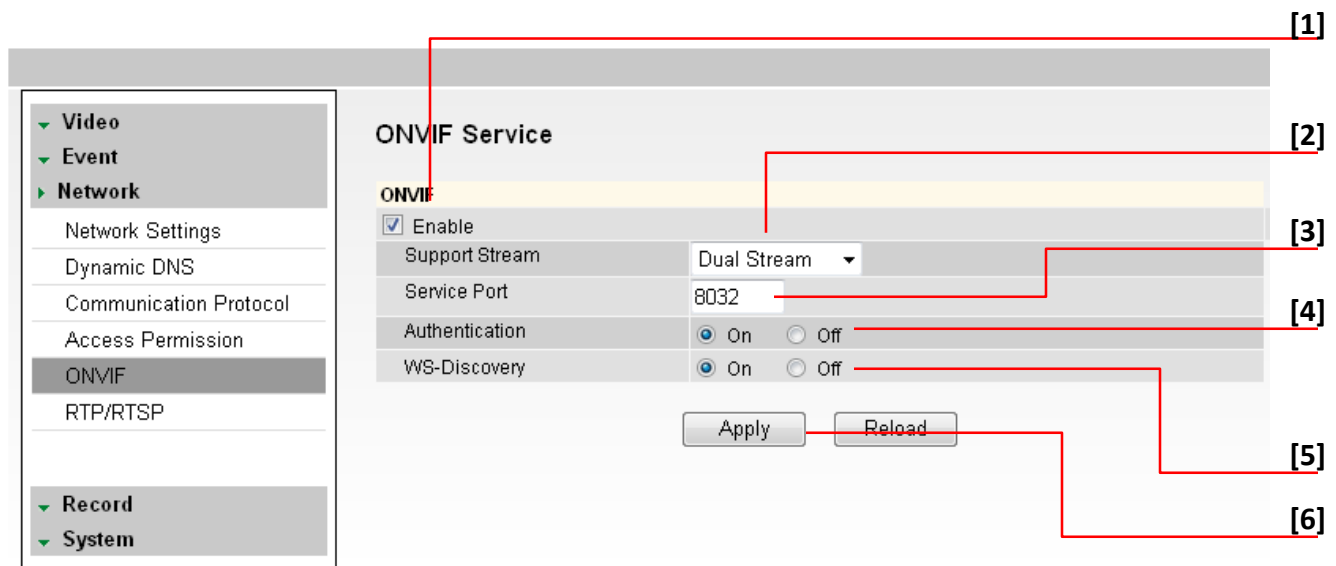 [1]
Video
Event
Network
Network Settings
Dynamic DNS
Communication Protocol
Access Permission
ONVIF
RTP/RTSP
Record
System
ONVIF Service
[2]
ONVIF
Enable
Support Stream Dual Stream
[3]
Service Port 8032
[4]
Authentication On Off
WS-Discovery On Off
Apply Reload
[5]
[6]